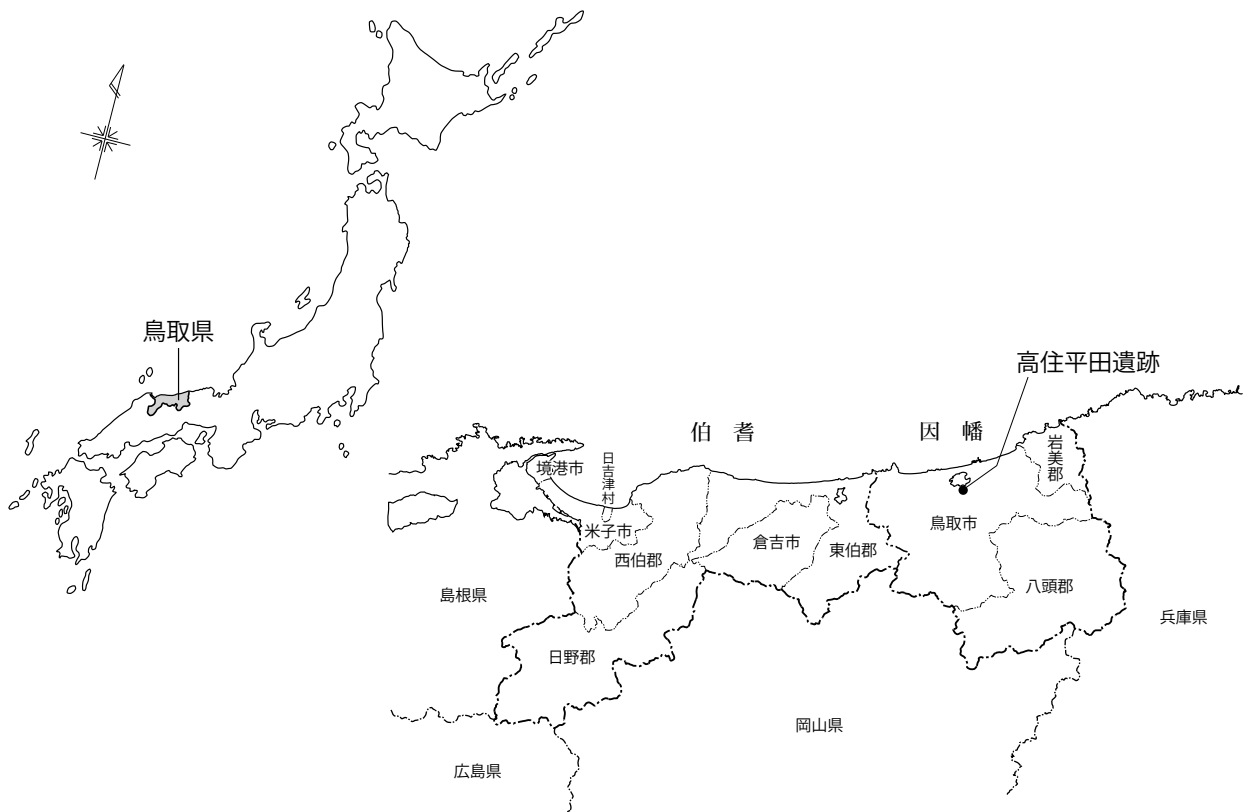 鳥取県
高住平田遺跡
伯耆
因幡
岩美郡
境港市
日吉津村
米子市
鳥取市
西伯郡
倉吉市
東伯郡
八頭郡
島根県
兵庫県
日野郡
岡山県
広島県